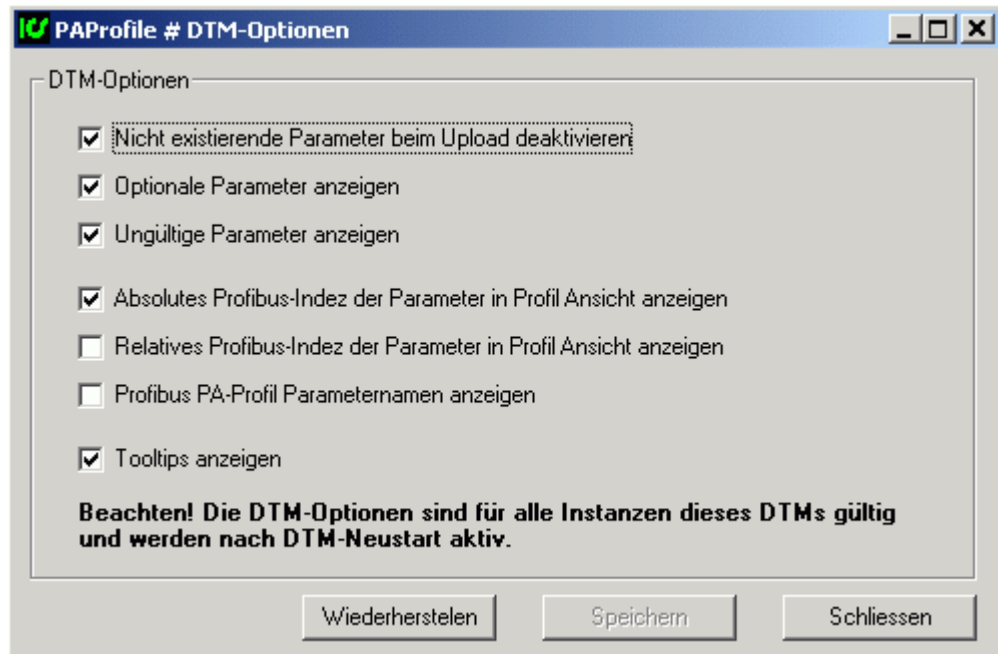 PAProfile # DTM-Optionen
DTM-Optionen
Nicht existierende Parameter beim Upload deaktivieren
Optionale Parameter anzeigen
Ungültige Parameter anzeigen
Absolutes Profibus-Indez der Parameter in Profil Ansicht anzeigen
Relatives Profibus-Indez der Parameter in Profil Ansicht anzeigen
Profibus PA-Profil Parameternamen anzeigen
Tooltips anzeigen
Beachten! Die DTM-Optionen sind für alle Instanzen dieses DTMs gültig
und werden nach DTM-Neustart aktiv.
Wiederherstelen Speichern Schliessen